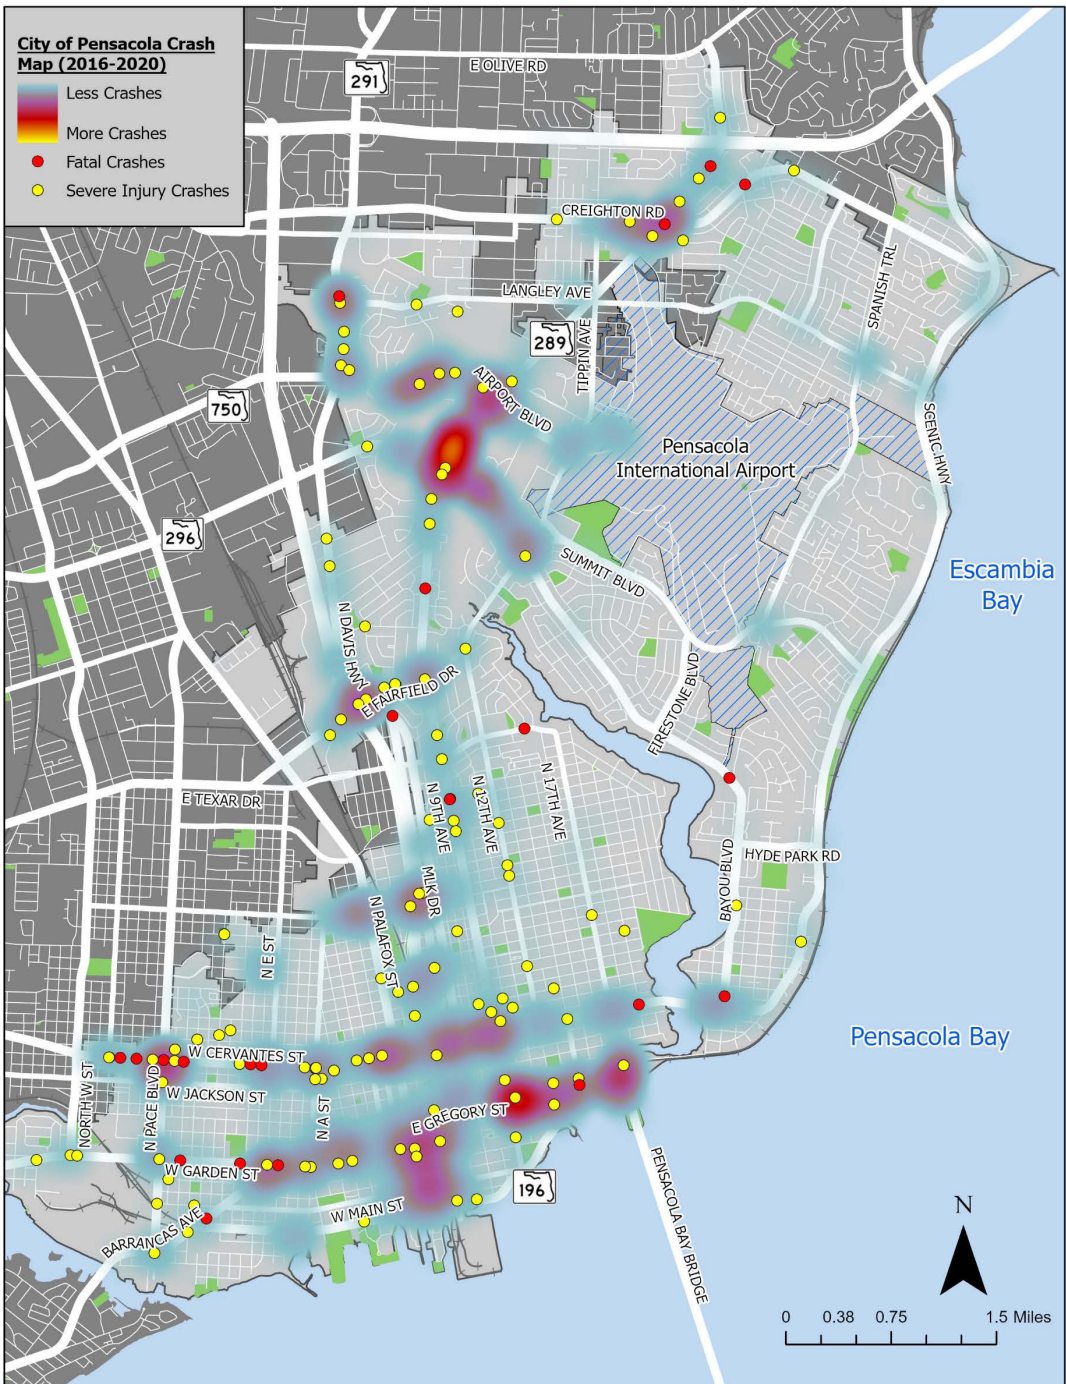 City of Pensacola Crash
Map (2016-2020)
Less Crashes
More Crashes
Fatal Crashes
Severe Injury Crashes
291
E OLIVE RD
CREIGHTON RD
LANGLEY AVE
SPANISH TRL
289
TIPPIN AVE
AIRPORT BLVD
750
SCENIC HWY
Pensacola
International Airport
296
SUMMIT BLVD
Escambia
Bay
N DAVIS HWY
E FAIRFIELD DR
FIRESTONE BLVD
E TEXAR DR
N 9TH AVE
N 12TH AVE
N 17TH AVE
HYDE PARK RD
BAYOU BLVD
MLK DR
N PALAFOX ST
N E ST
Pensacola Bay
W CERVANTES ST
W JACKSON ST
NORTH W ST
N PACE BLVD
N A ST
E GREGORY ST
W GARDEN ST
196
W MAIN ST
BARRANCAS AVE
PENSACOLA BAY BRIDGE
N
0 0.38 0.75 1.5 Miles